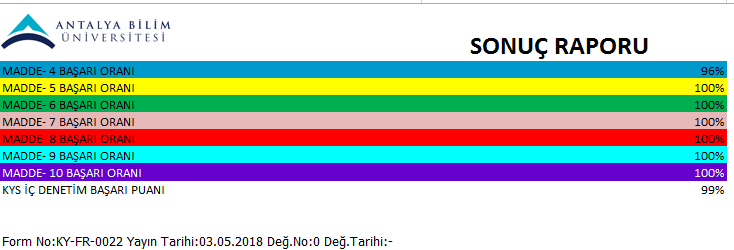 ANTALYA BİLİM
ÜNİVERSİTESİ
SONUÇ RAPORU
MADDE- 4 BAŞARI ORANI 96%
MADDE- 5 BAŞARI ORANI 100%
MADDE- 6 BAŞARI ORANI 100%
MADDE- 7 BAŞARI ORANI 100%
MADDE- 8 BAŞARI ORANI 100%
MADDE- 9 BAŞARI ORANI 100%
MADDE- 10 BAŞARI ORANI 100%
KYS İÇ DENETİM BAŞARI PUANI 99%
Form No:KY-FR-0022 Yayın Tarihi:03.05.2018 Değ.No:0 Değ.Tarihi:-